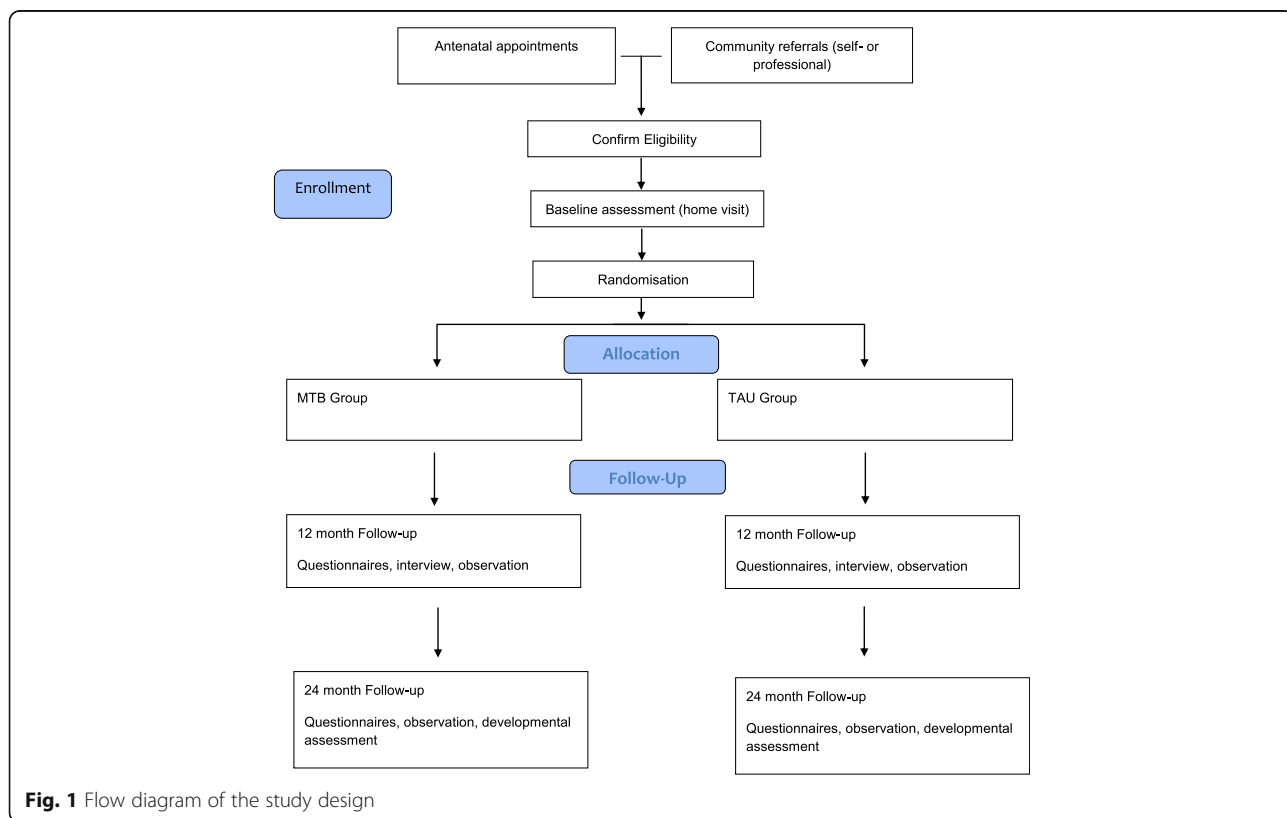 Antenatal appointments
Community referrals (self- or
professional)
Confirm Eligibility
Enrollment
Baseline assessment (home visit)
Randomisation
Allocation
MTB Group
TAU Group
Follow-Up
12 month Follow-up
Questionnaires, interview, observation
12 month Follow-up
Questionnaires, interview, observation
24 month Follow-up
Questionnaires, observation, developmental
assessment
24 month Follow-up
Questionnaires, observation, developmental
assessment
Fig. 1 Flow diagram of the study design